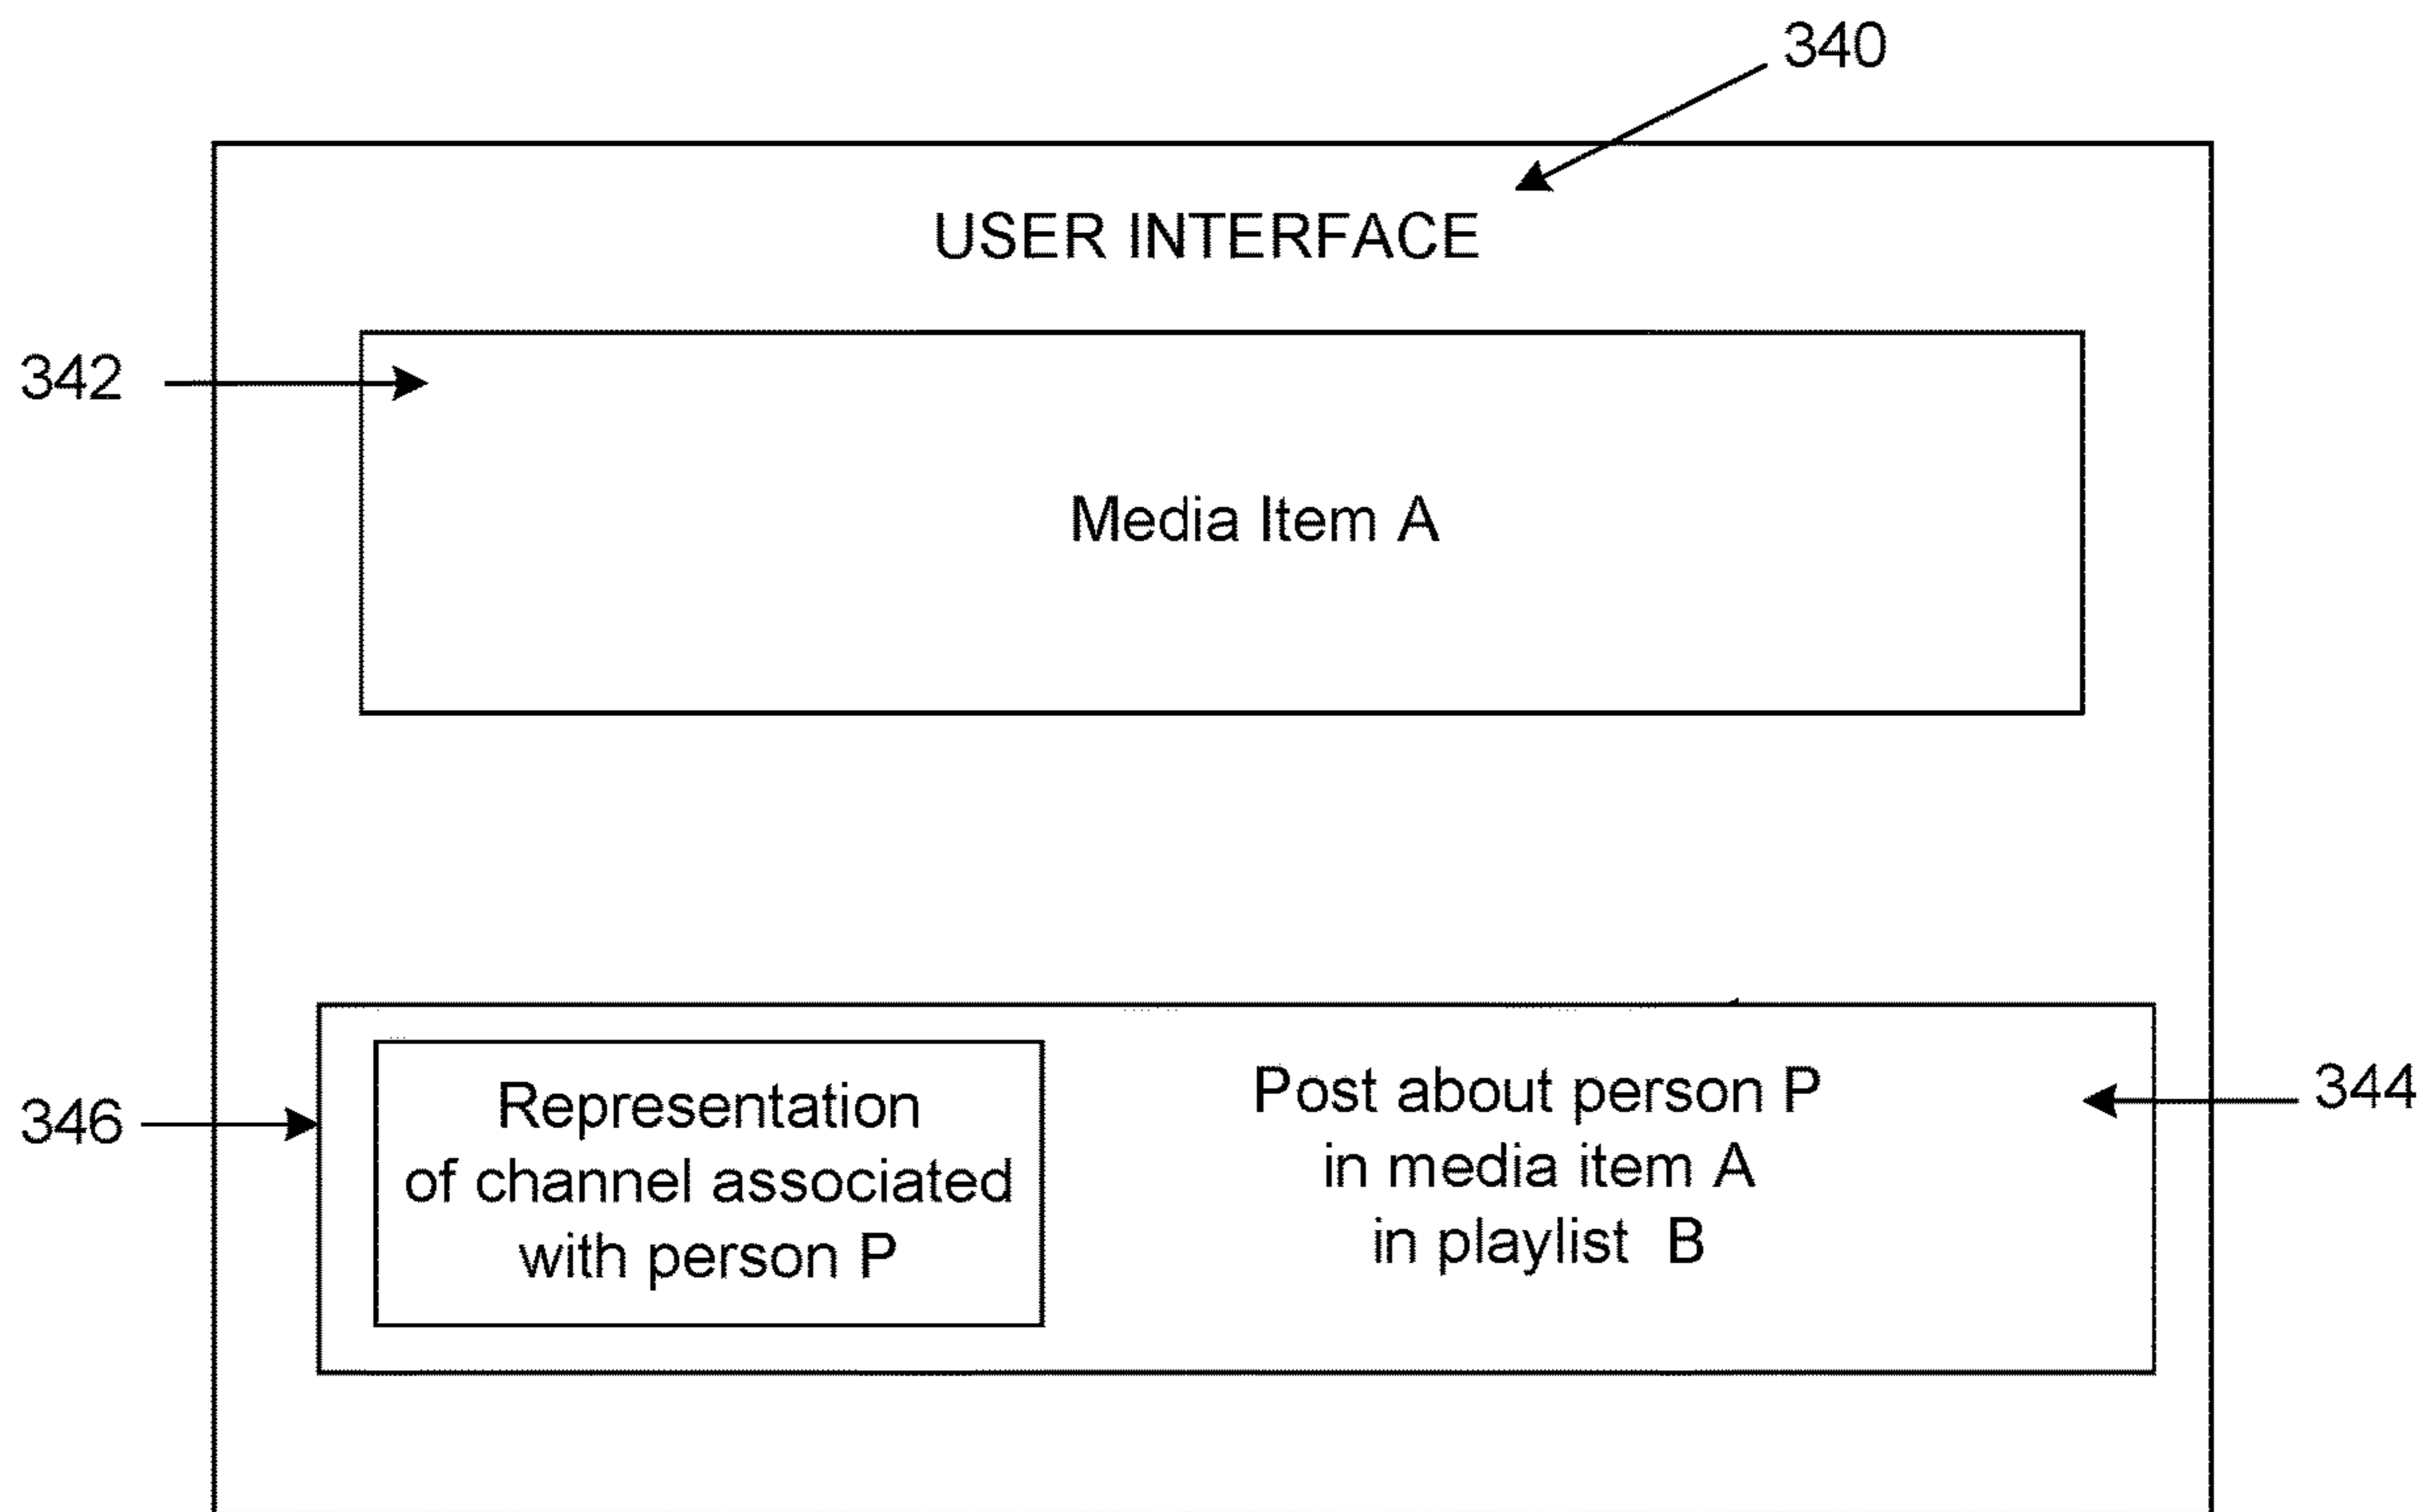 340
USER INTERFACE
342
Media Item A
346
Representation
of channel associated
with person P
Post about person P
in media item A
in playlist B
344